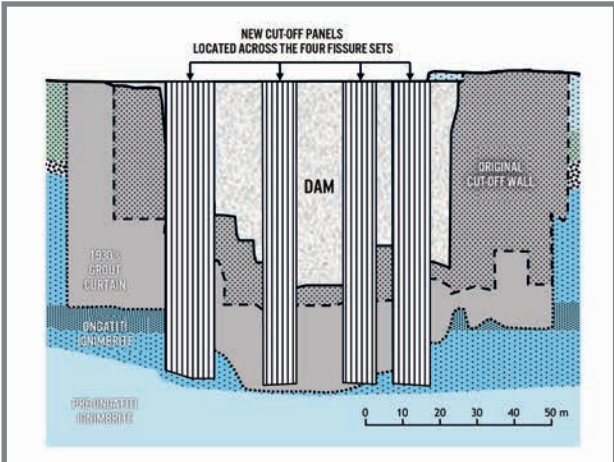 NEW CUT-OFF PANELS
LOCATED ACROSS THE FOUR FISSURE SETS
DAM
ORIGINAL
CUT-OFF WALL
1930's
GROUT
CURTAIN
ONGATITI
IGNIMBRITE
PRE ONGATITI
IGNIMBRITE
0 10 20 30 40 50 m